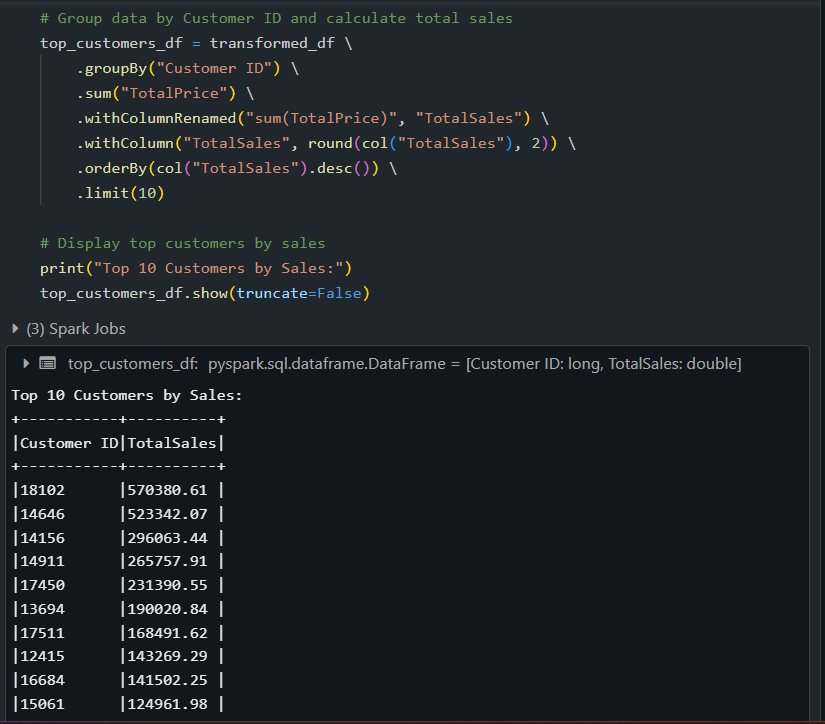 # Group data by Customer ID and calculate total sales
top_customers_df = transformed_df \
    .groupBy("Customer ID") \
    .sum("TotalPrice") \
    .withColumnRenamed("sum(TotalPrice)", "TotalSales") \
    .withColumn("TotalSales", round(col("TotalSales"), 2)) \
    .orderBy(col("TotalSales").desc()) \
    .limit(10)

# Display top customers by sales
print("Top 10 Customers by Sales:")
top_customers_df.show(truncate=False)
(3) Spark Jobs
top_customers_df: pyspark.sql.dataframe.DataFrame = [Customer ID: long, TotalSales: double]
Top 10 Customers by Sales:
+-----------+----------+
|Customer ID|TotalSales|
+-----------+----------+
|18102      |570380.61 |
|14646      |523342.07 |
|14156      |296063.44 |
|14911      |265757.91 |
|17450      |231390.55 |
|13694      |190020.84 |
|17511      |168491.62 |
|12415      |143269.29 |
|16684      |141502.25 |
|15061      |124961.98 |